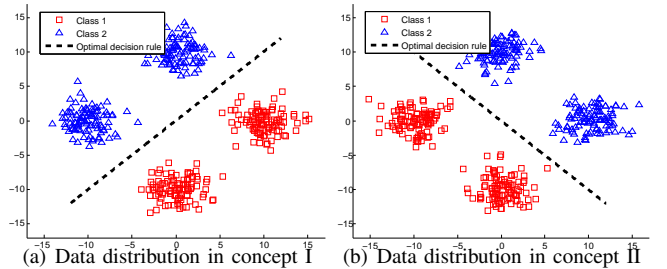 Class 1
Class 2
Optimal decision rule
15
10
5
0
−5
−10
−15
−15 −10 −5 0 5 10 15
(a) Data distribution in concept I
Class 1
Class 2
Optimal decision rule
15
10
5
0
−5
−10
−15
−15 −10 −5 0 5 10 15
(b) Data distribution in concept II